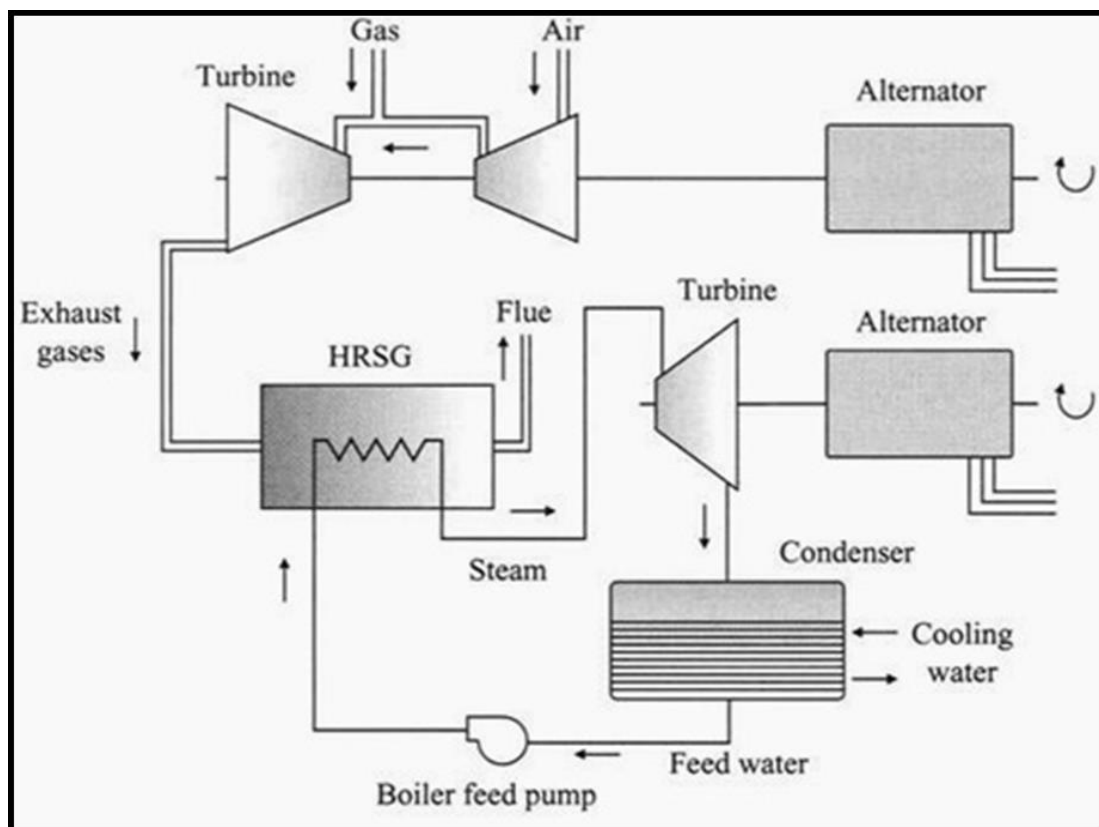 Gas
Air
Turbine
Alternator
Exhaust
gases
HRSG
Flue
Turbine
Alternator
Steam
Condenser
Cooling
water
Feed water
Boiler feed pump